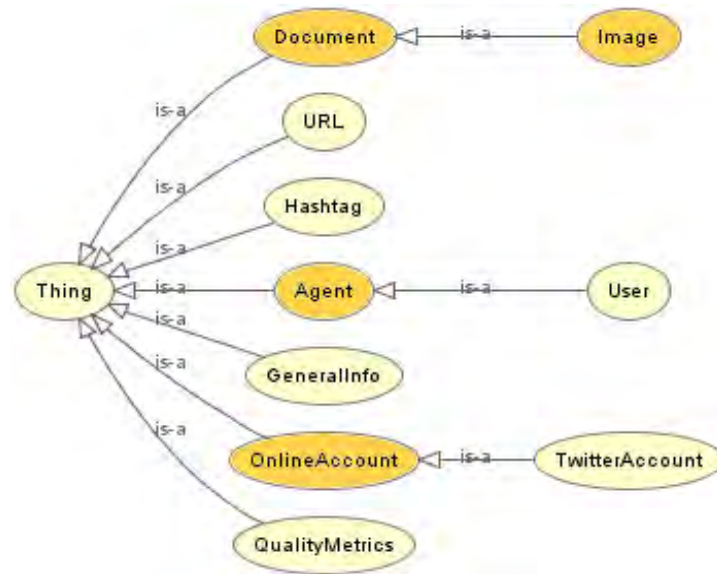 Document
is-a
Image
is-a
URL
is-a
Hashtag
is-a
Thing
is-a
Agent
is-a
User
is-a
GeneralInfo
is-a
OnlineAccount
is-a
TwitterAccount
is-a
QualityMetrics